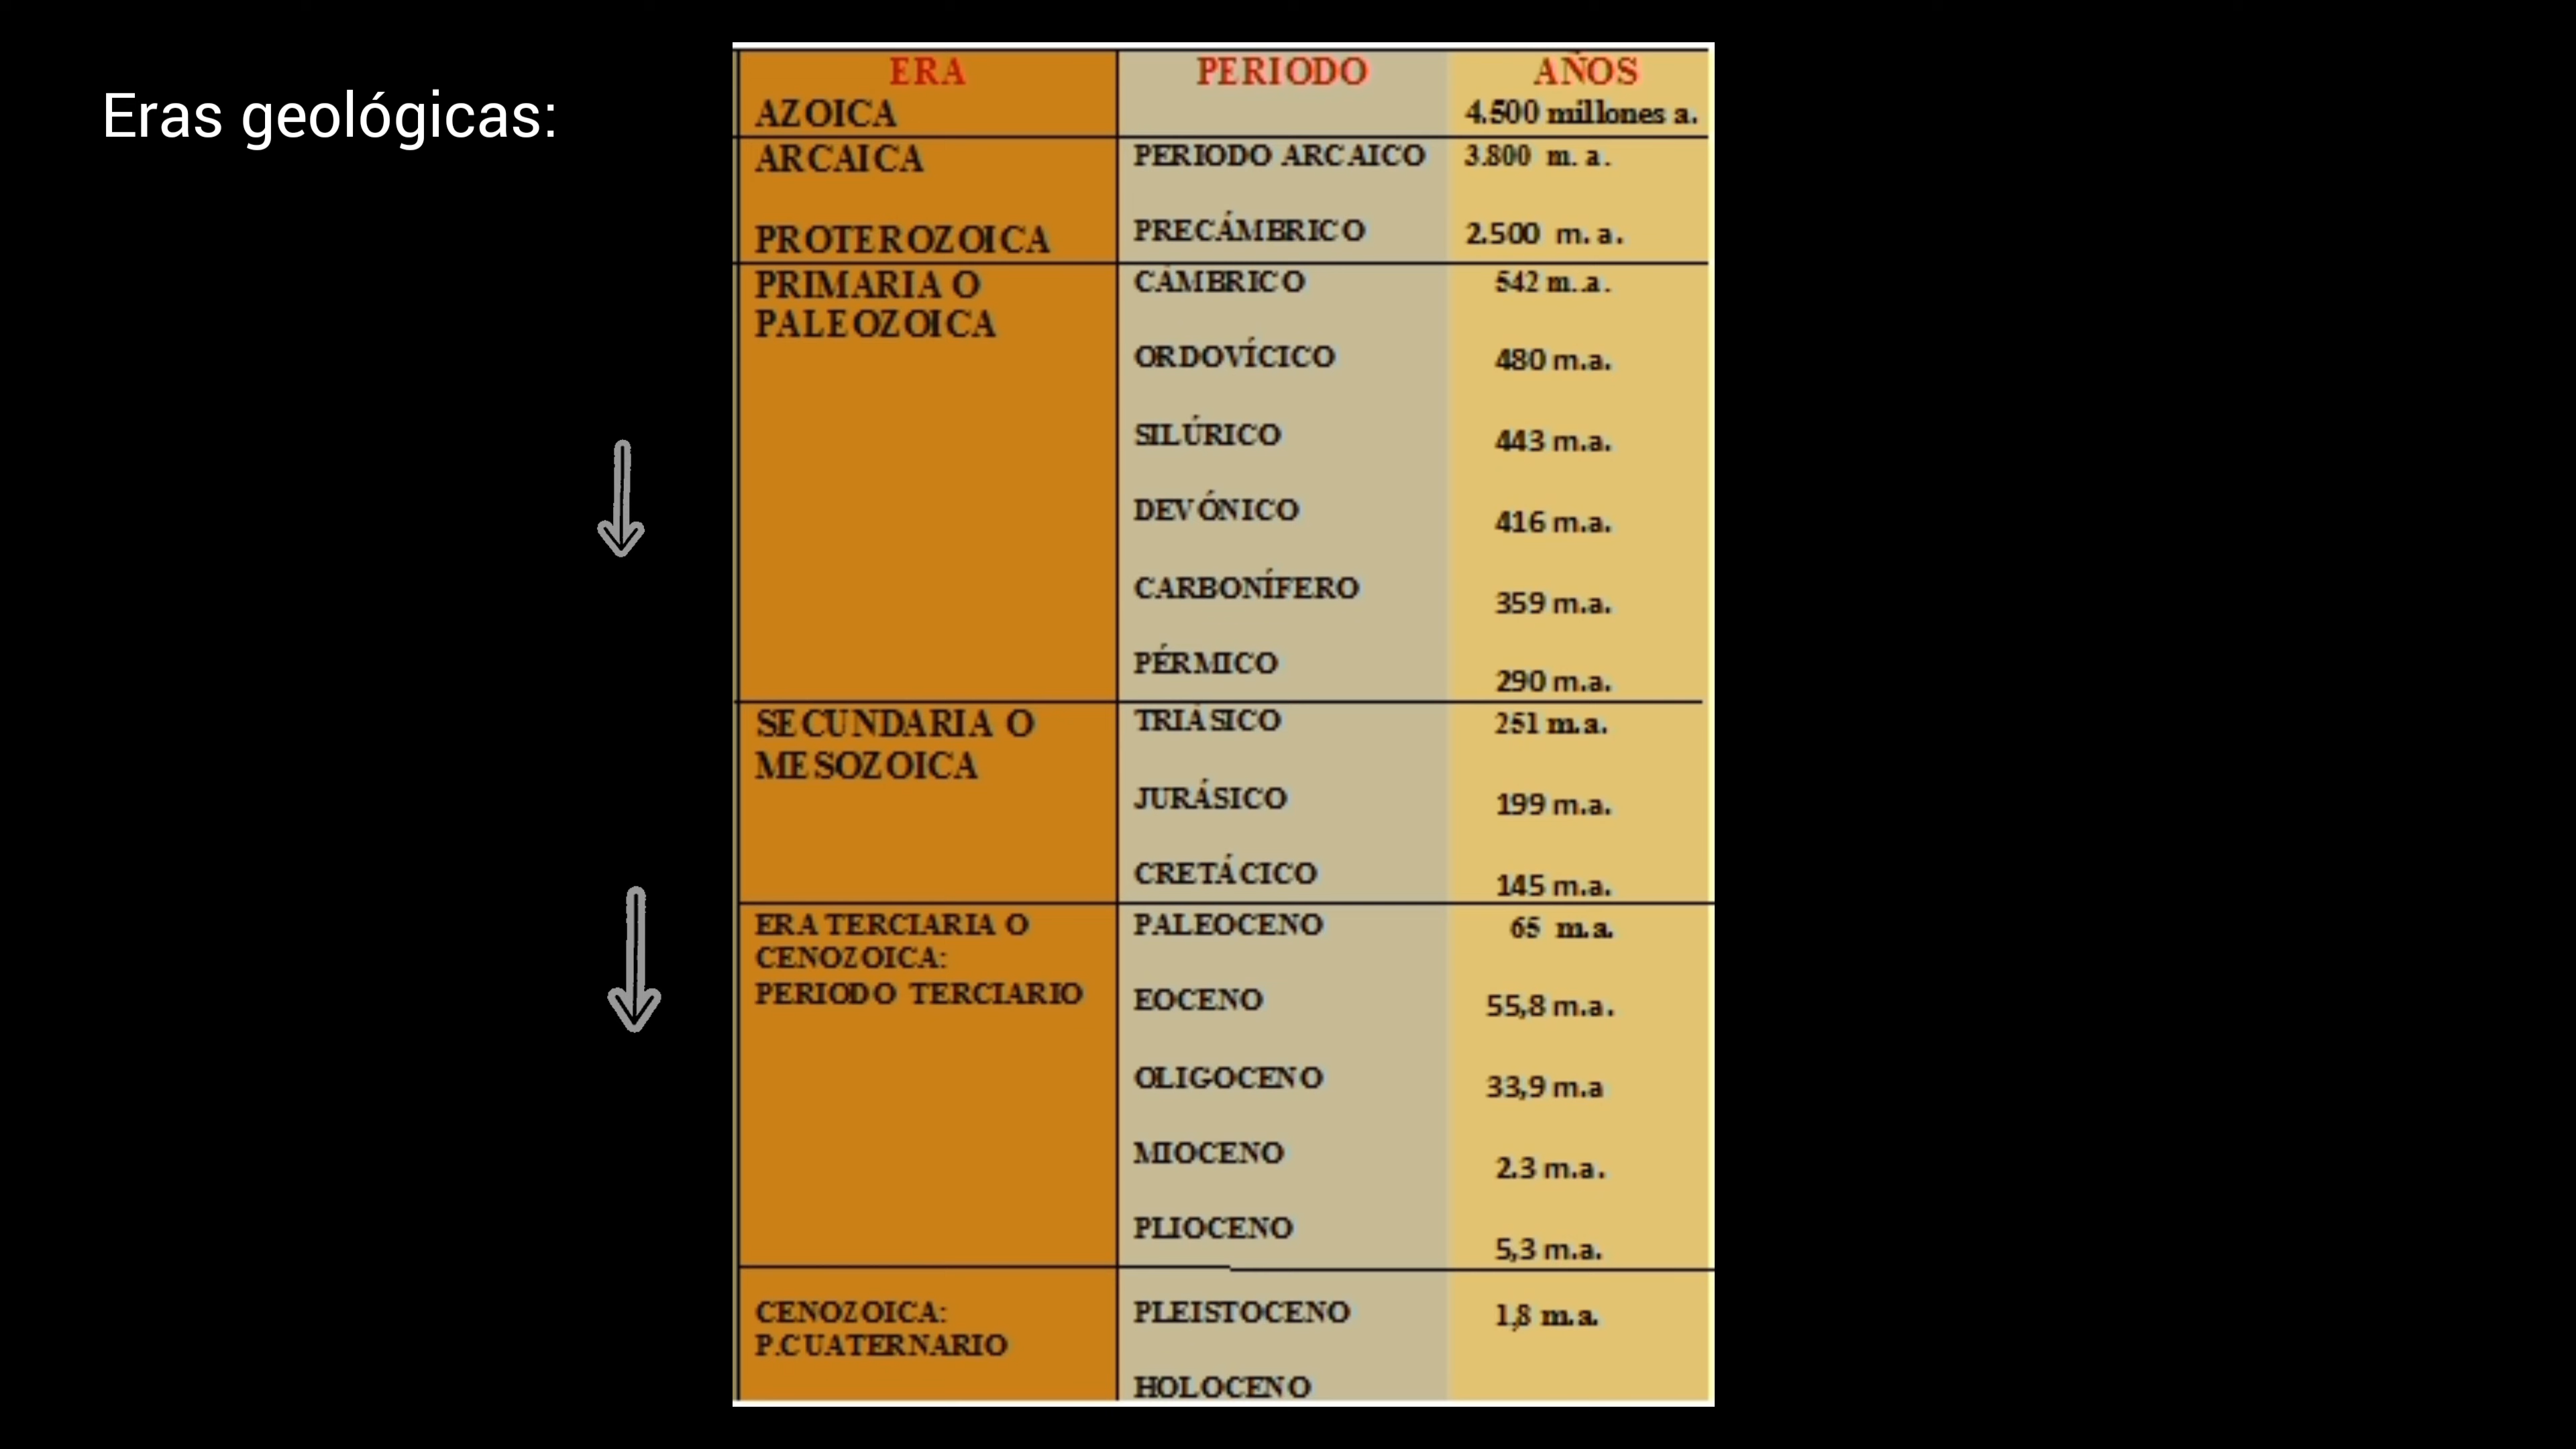 Eras geológicas:
ERA PERIODO AÑOS
AZOICA 4.500 millones a.
ARCAICA PERIODO ARCAICO 3.800 m. a.
PROTEROZOICA PRECÁMBRICO 2.500 m. a.
PRIMARIA O CÁMBRICO 542 m..a.
PALEOZOICA
ORDOVÍCICO 480 m.a.
SILÚRICO 443 m.a.
DEVÓNICO 416 m.a.
CARBONÍFERO 359 m.a.
PÉRMICO 290 m.a.
SECUNDARIA O TRIÁSICO 251 m.a.
MESOZOICA
JURÁSICO 199 m.a.
CRETÁCICO 145 m.a.
ERA TERCIARIA O PALEOCENO 65 m.a.
CENOZOICA:
PERIODO TERCIARIO EOCENO 55,8 m.a.
OLIGOCENO 33,9 m.a
MIOCENO 2.3 m.a.
PLIOCENO 5,3 m.a.
CENOZOICA: PLEISTOCENO 1,8 m.a.
P.CUATERNARIO
HOLOCENO